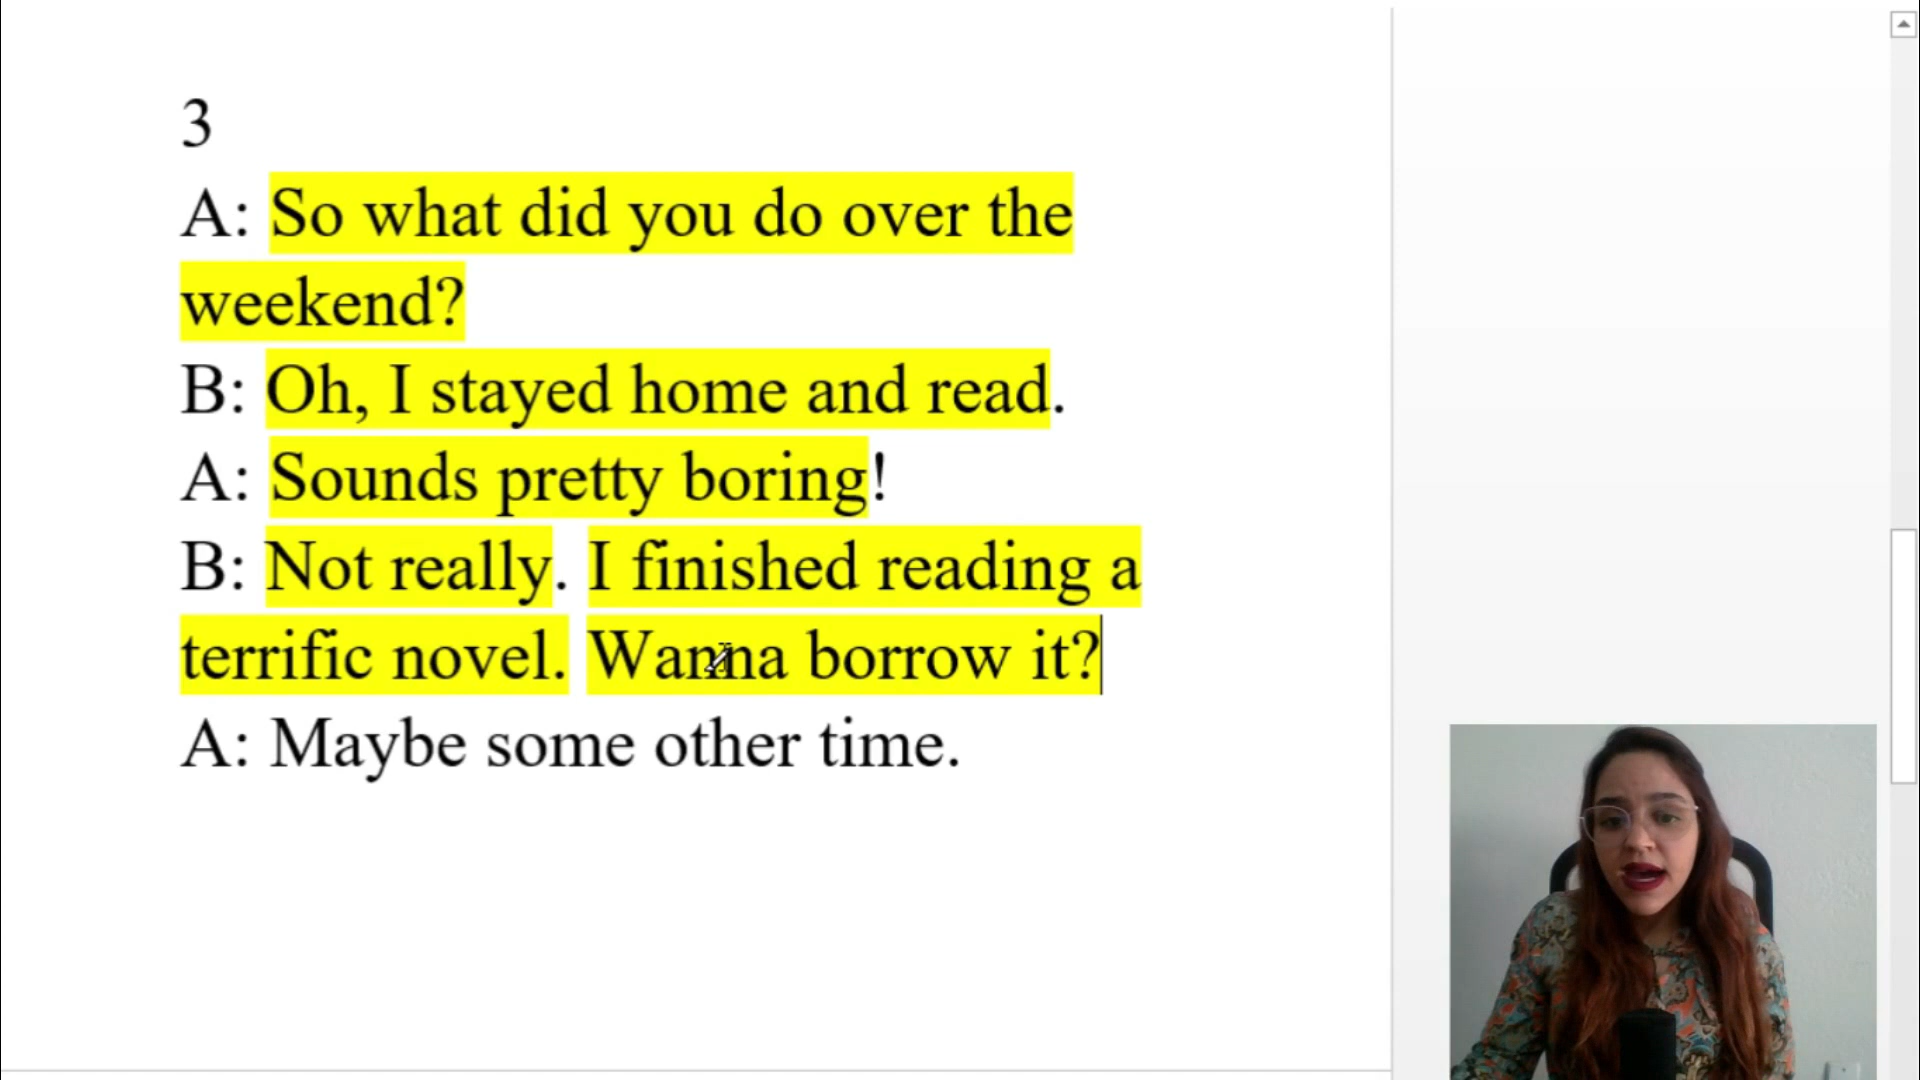 3
A: So what did you do over the
weekend?
B: Oh, I stayed home and read.
A: Sounds pretty boring!
B: Not really. I finished reading a
terrific novel. Wanna borrow it?
A: Maybe some other time.